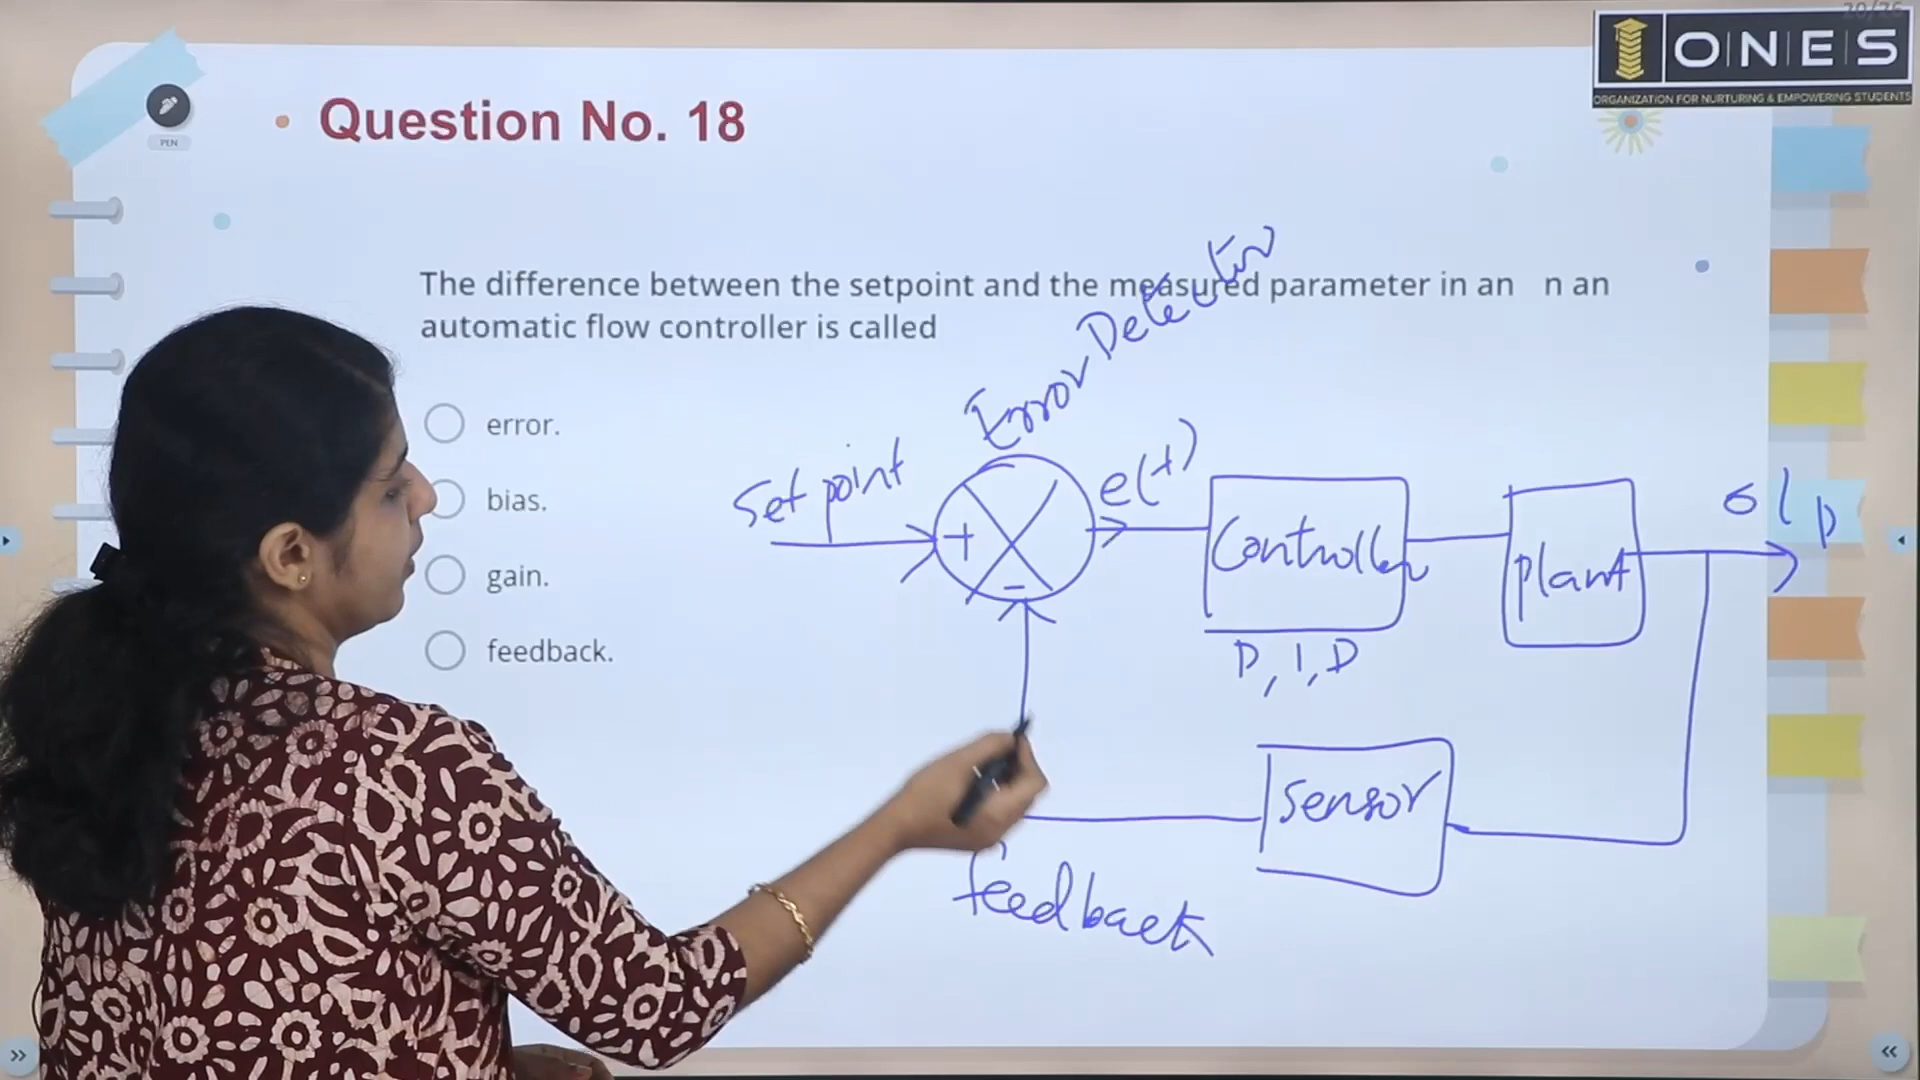 20/26
ONES
ORGANIZATION FOR NURTURING & EMPOWERING STUDENTS
PEN
• Question No. 18
The difference between the setpoint and the measured parameter in an n an
automatic flow controller is called
error.
bias.
gain.
feedback.
Error Detector
Set point
+
-
e(t)
Controller
P, I, D
plant
o/p
Sensor
feedback